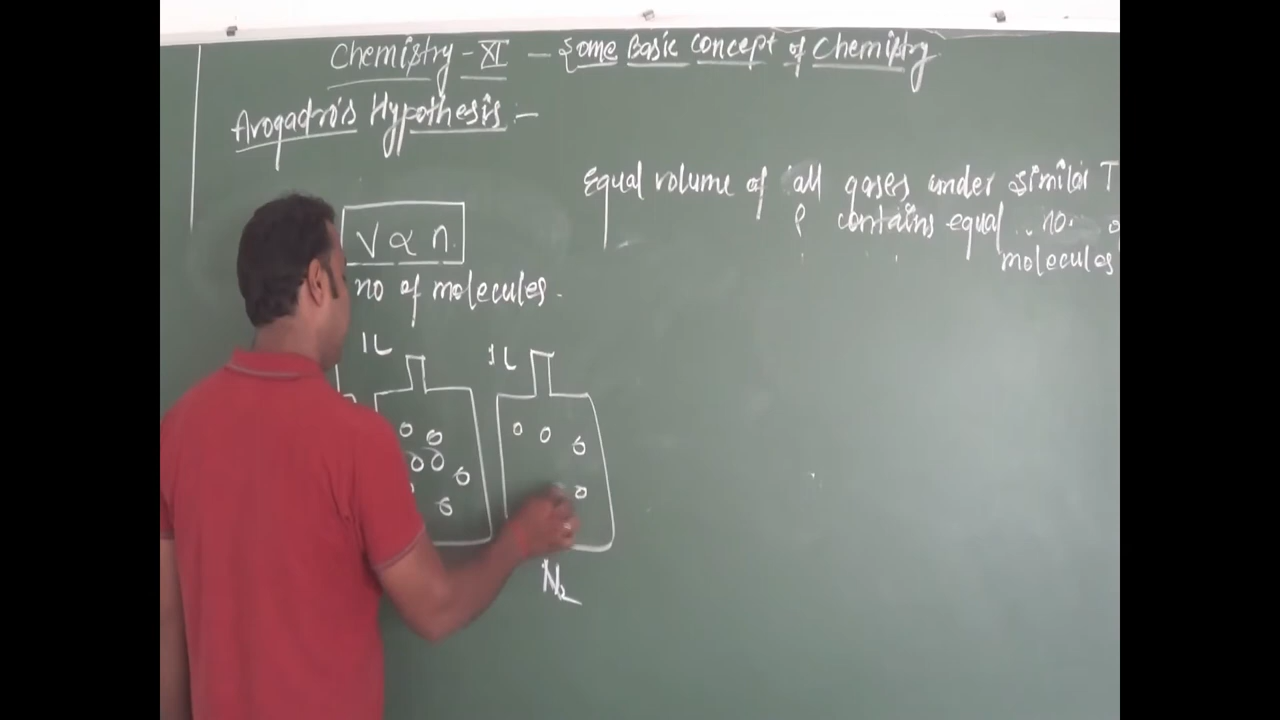 Chemistry - XI - Some Basic Concept of Chemistry
Avogadro's Hypothesis :-
Equal volume of all gases under similar T
contains equal no.
molecules
V ∝ n
no of molecules.
1L
1L
N2